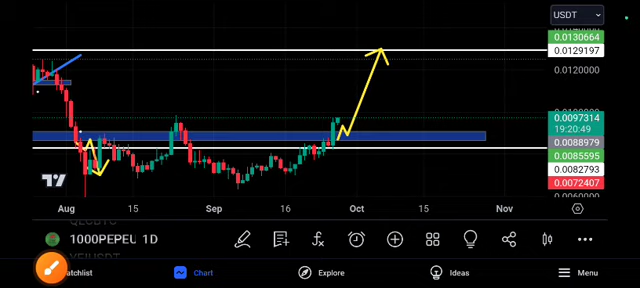 USDT
0.0130664
0.0129197
0.0120000
0.0097314
19:20:49
0.0088979
0.0085595
0.0082793
0.0072407
Aug 15 Sep 16 Oct 15 Nov
1000PEPEU 1D
Chart Explore Ideas Menu